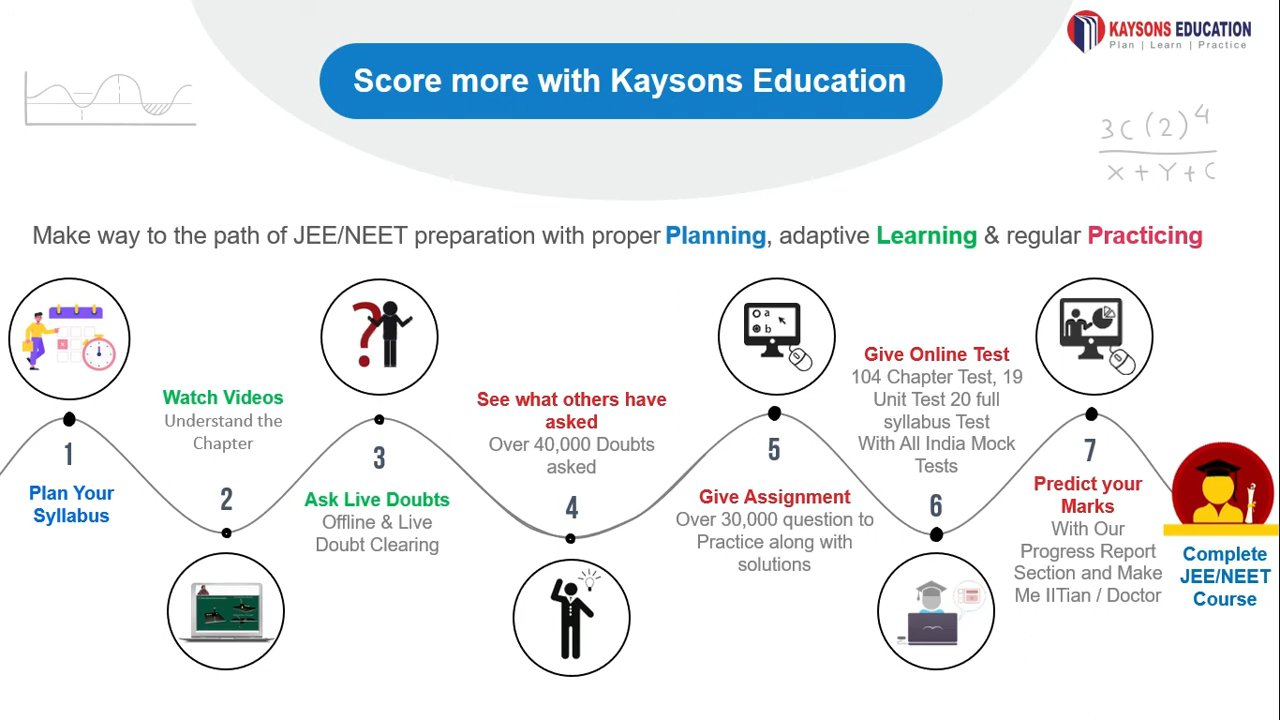 KAYSONS EDUCATION
Plan | Learn | Practice
Score more with Kaysons Education
3C (2)^4
X + Y + C
Make way to the path of JEE/NEET preparation with proper Planning, adaptive Learning & regular Practicing
1
Plan Your
Syllabus
Watch Videos
Understand the
Chapter
2
3
Ask Live Doubts
Offline & Live
Doubt Clearing
See what others have
asked
Over 40,000 Doubts
asked
4
a
b
5
Give Assignment
Over 30,000 question to
Practice along with
solutions
Give Online Test
104 Chapter Test, 19
Unit Test 20 full
syllabus Test
With All India Mock
Tests
6
7
Predict your
Marks
With Our
Progress Report
Section and Make
Me IITian / Doctor
Complete
JEE/NEET
Course